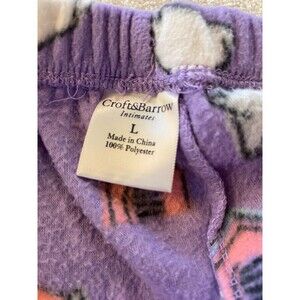 Croft&Barrow
Intimates
L
Made in China
100% Polyester